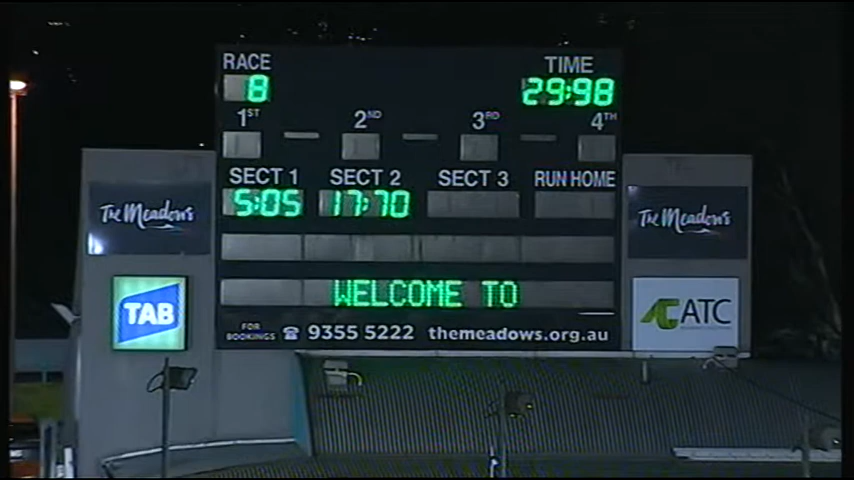 RACE
8
TIME
29:98
1ST
2ND
3RD
4TH
SECT 1
SECT 2
SECT 3
RUN HOME
5:05
17:70
The Meadows
The Meadows
WELCOME TO
TAB
ATC
FOR BOOKINGS
9355 5222
themeadows.org.au